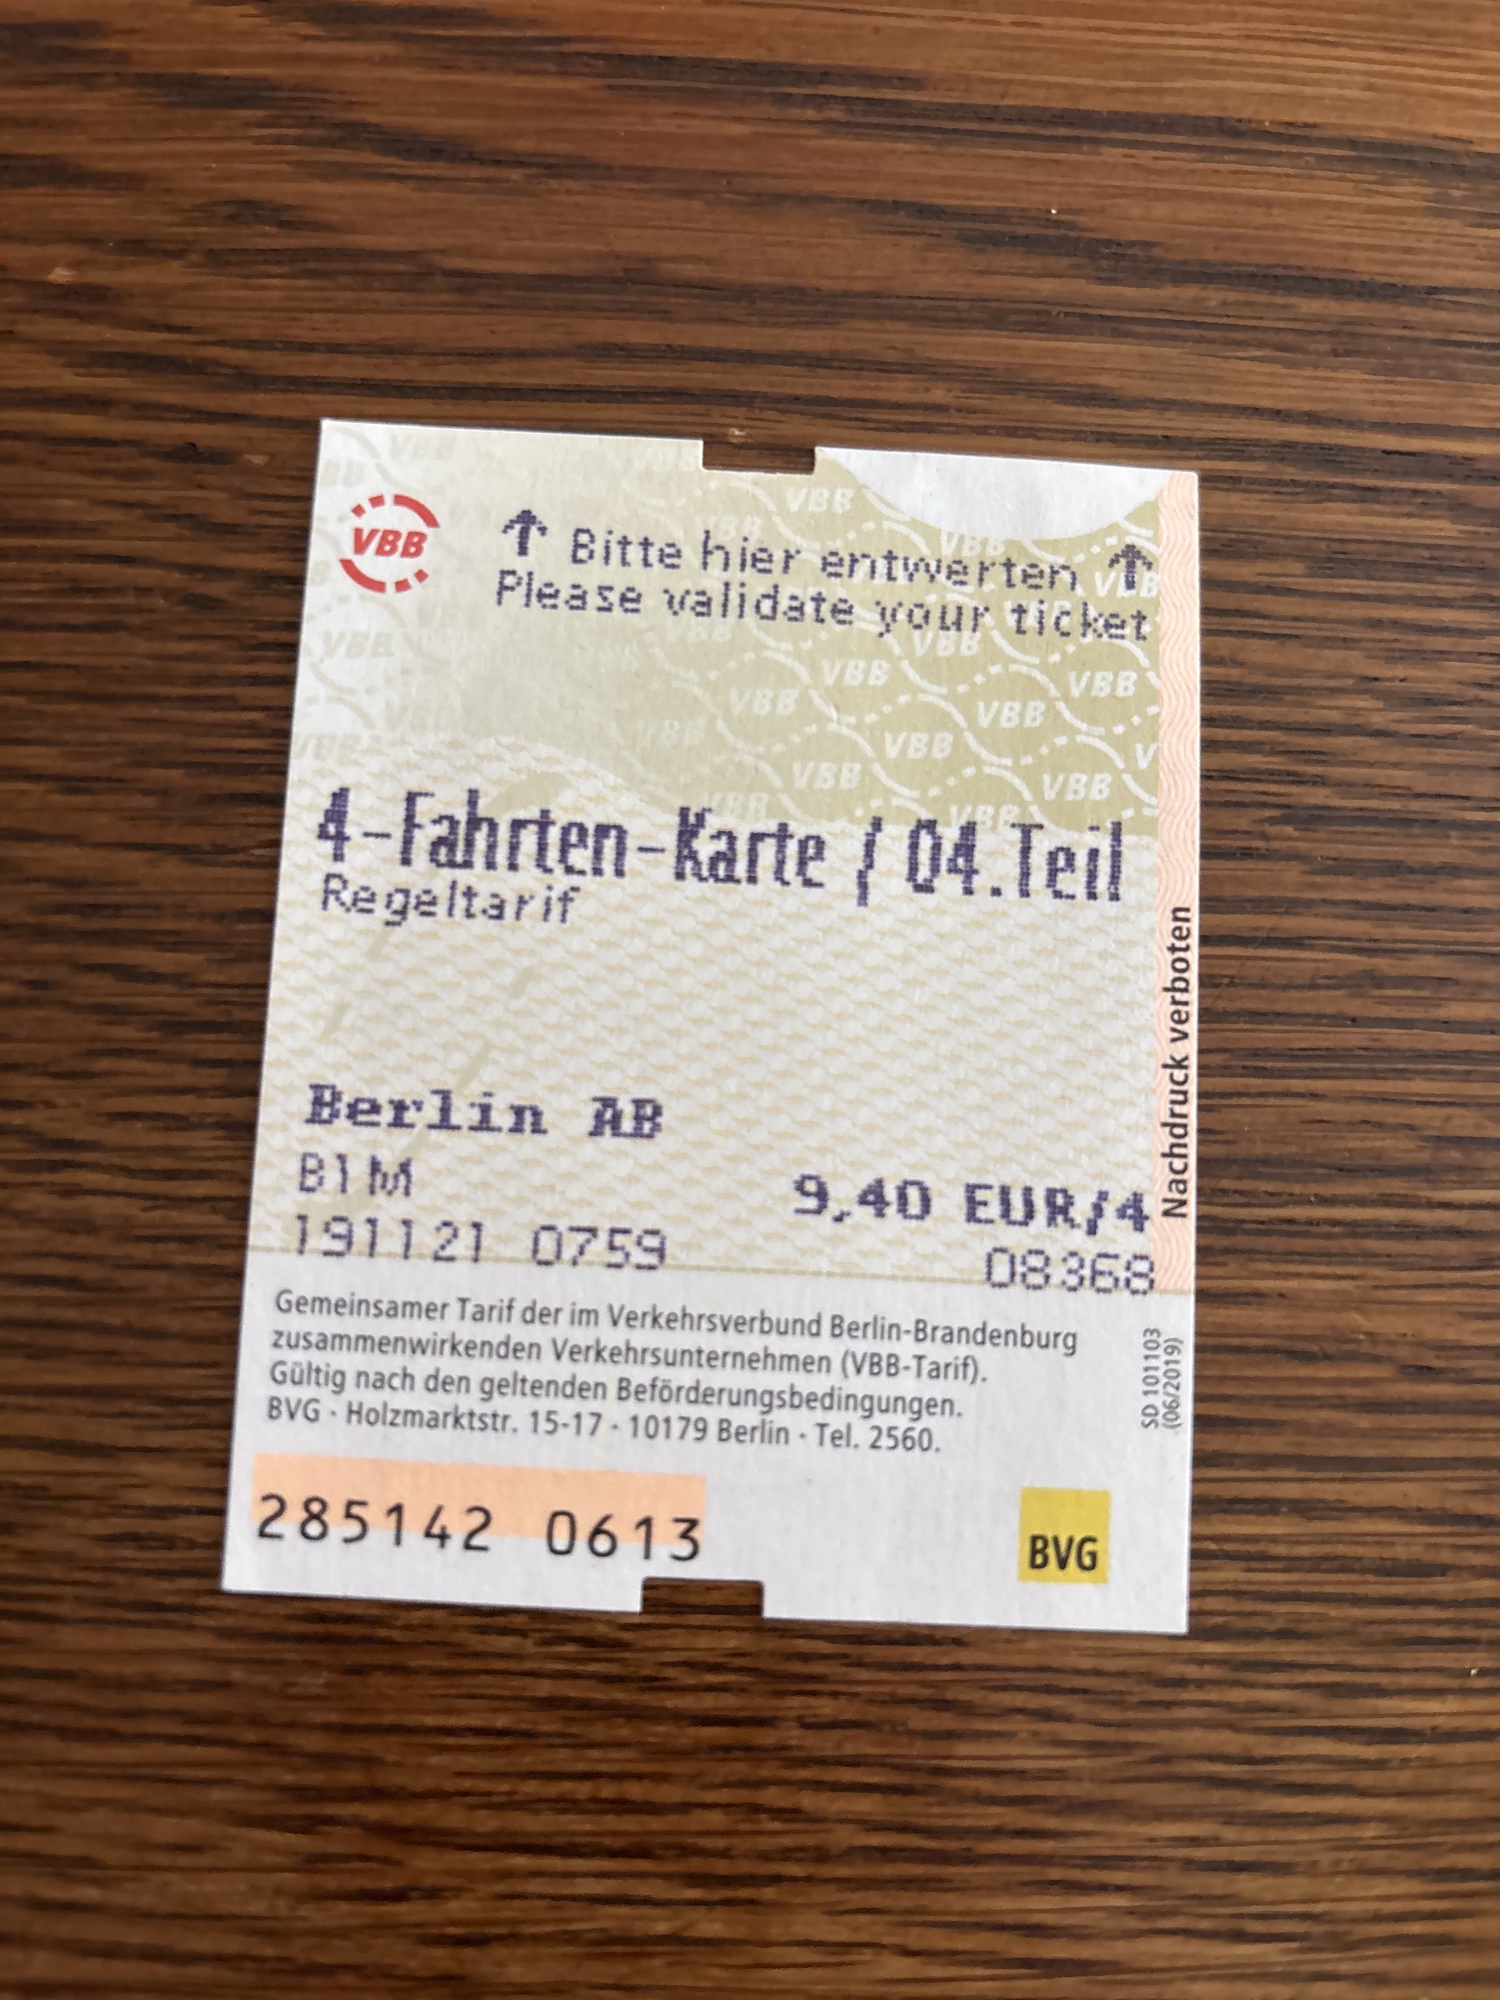 VBB
↑ Bitte hier entwerten ↑
Please validate your ticket
4-Fahrten-Karte / 04.Teil
Regeltarif
Berlin AB
B1M
9,40 EUR/4
191121 0759
08368
Nachdruck verboten
Gemeinsamer Tarif der im Verkehrsverbund Berlin-Brandenburg
zusammenwirkenden Verkehrsunternehmen (VBB-Tarif).
Gültig nach den geltenden Beförderungsbedingungen.
BVG · Holzmarktstr. 15-17 · 10179 Berlin · Tel. 2560.
SD 101103
(06/2019)
285142 0613
BVG